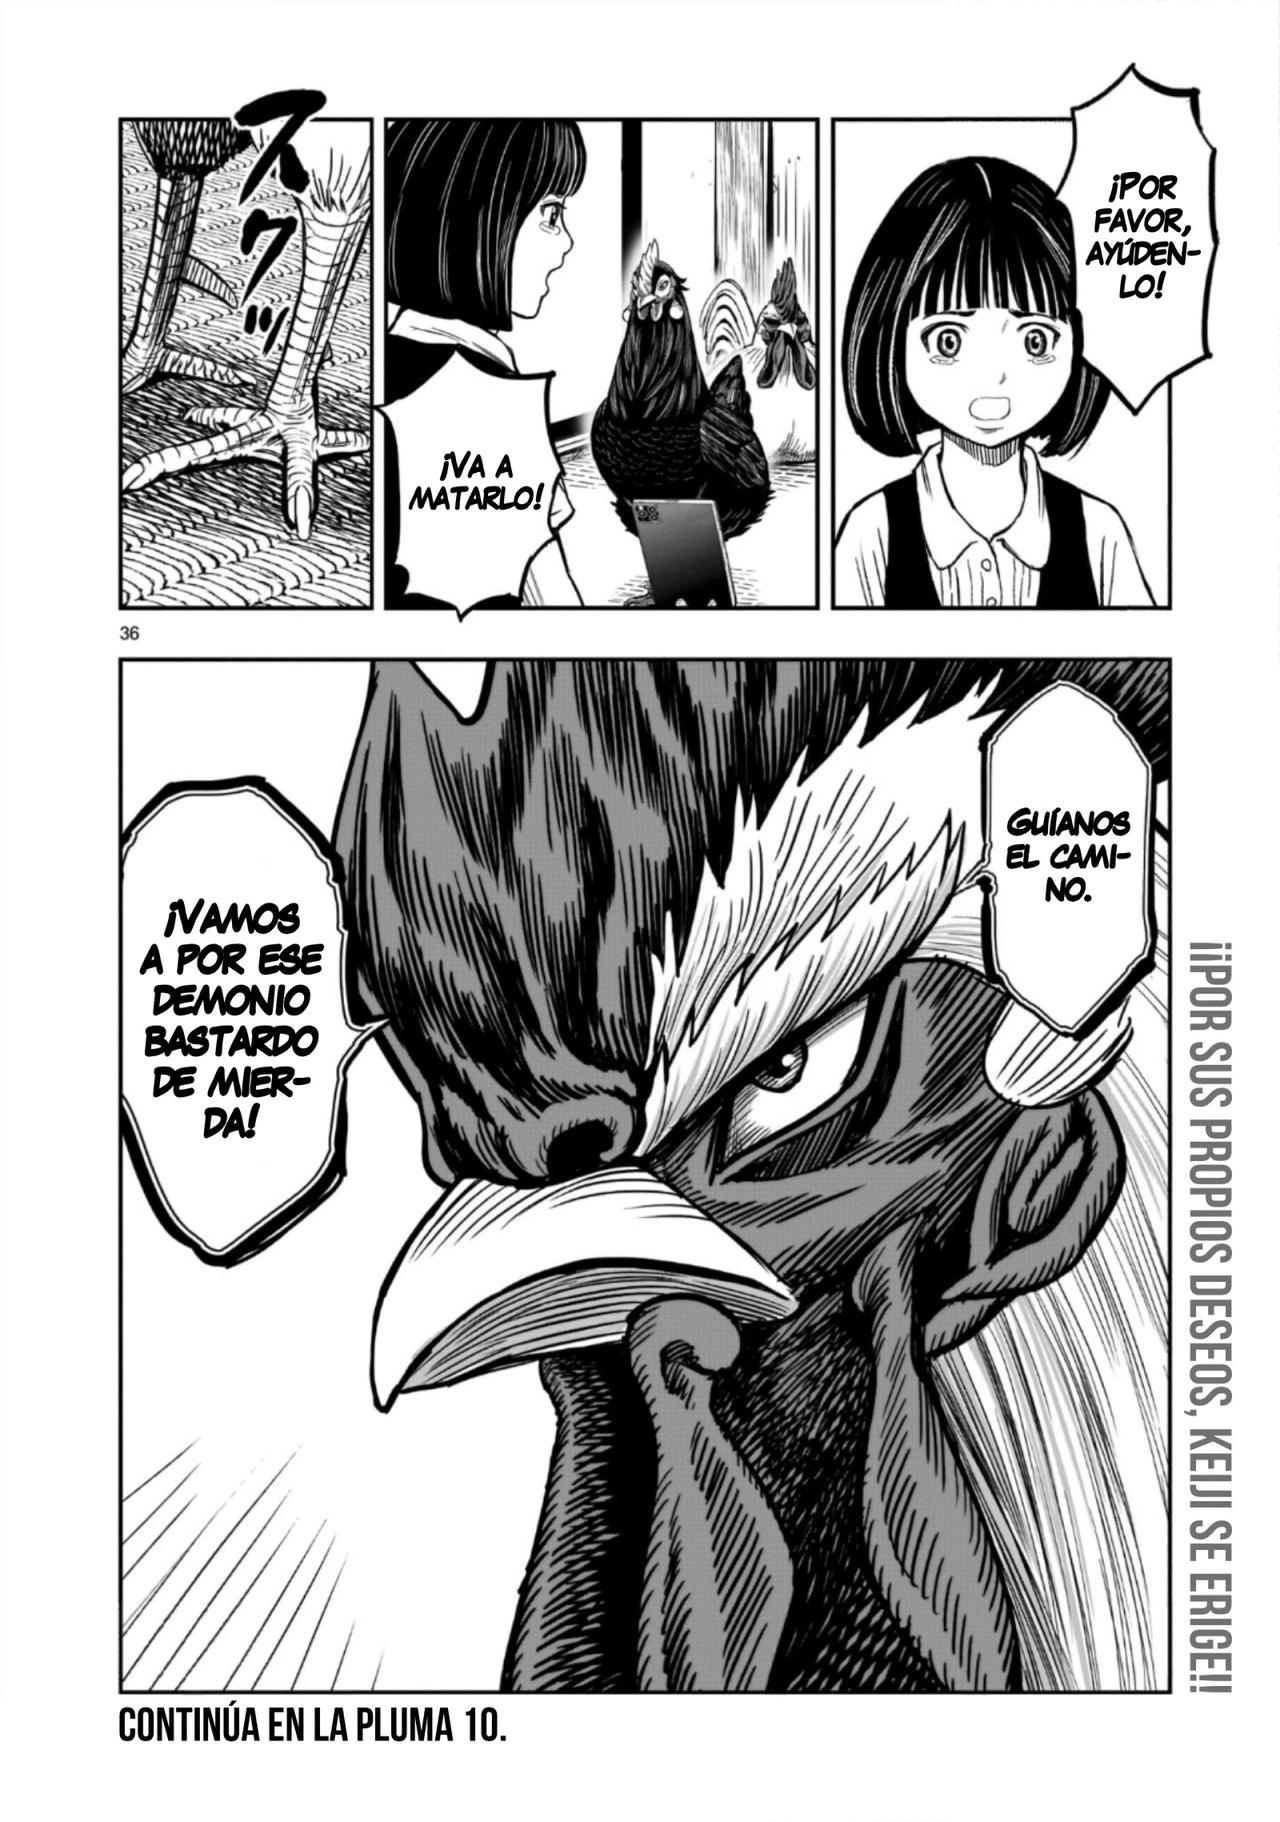 ¡POR
FAVOR,
AYÚDEN-
LO!
¡VA A
MATARLO!
スクッ
36
GUÍANOS
EL CAMI-
NO.
¡VAMOS
A POR ESE
DEMONIO
BASTARDO
DE MIER-
DA!
¡¡POR SUS PROPIOS DESEOS, KEIJI SE ERIGE!!
CONTINÚA EN LA PLUMA 10.